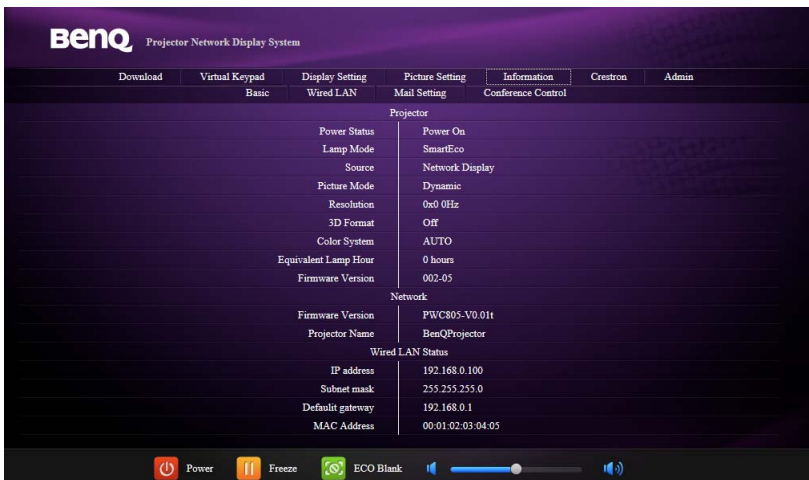 BenQ Projector Network Display System
Download Virtual Keypad Display Setting Picture Setting Information Crestron Admin
Basic Wired LAN Mail Setting Conference Control
Projector
Power Status Power On
Lamp Mode SmartEco
Source Network Display
Picture Mode Dynamic
Resolution 0x0 0Hz
3D Format Off
Color System AUTO
Equivalent Lamp Hour 0 hours
Firmware Version 002-05
Network
Firmware Version PWC805-V0.01t
Projector Name BenQProjector
Wired LAN Status
IP address 192.168.0.100
Subnet mask 255.255.255.0
Defaulit gateway 192.168.0.1
MAC Address 00:01:02:03:04:05
Power Freeze ECO Blank